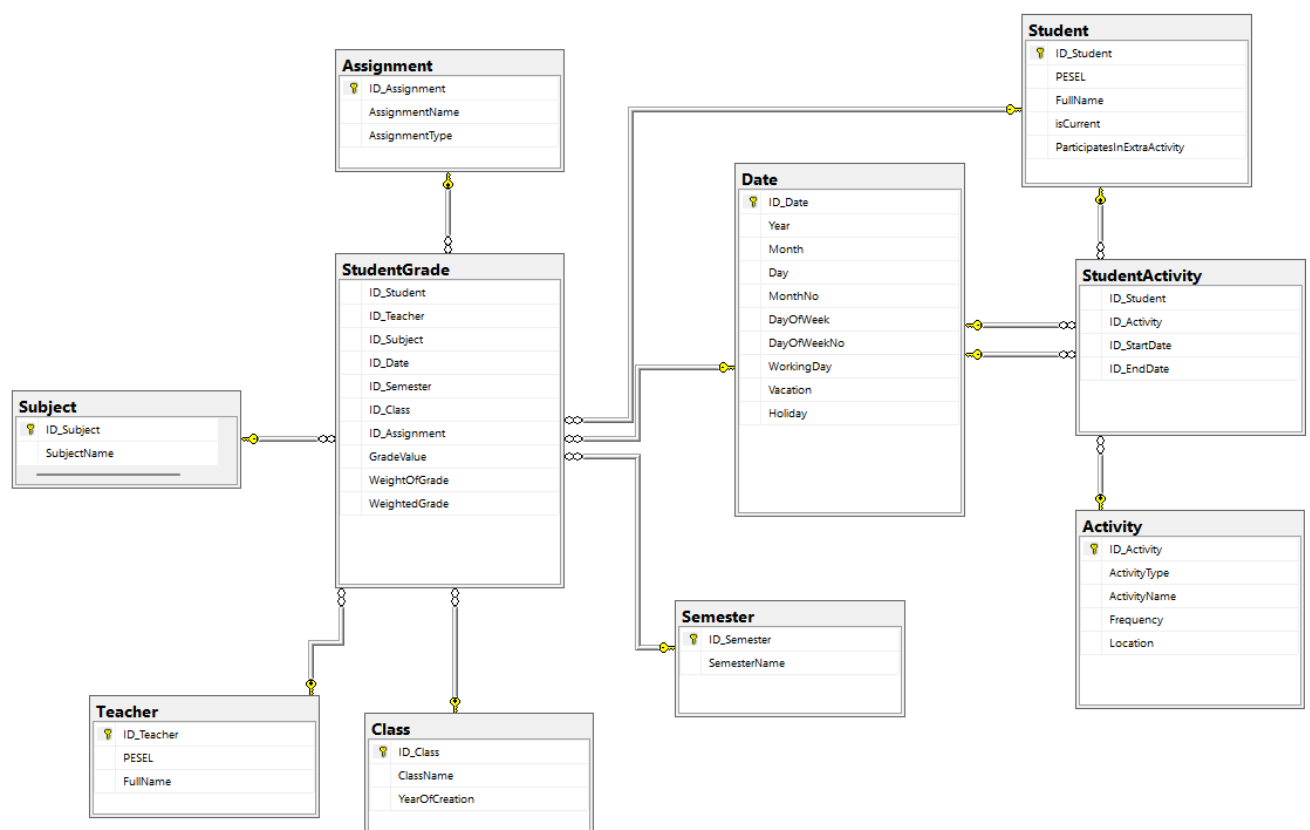 Student
ID_Student
PESEL
FullName
isCurrent
ParticipatesInExtraActivity
Assignment
ID_Assignment
AssignmentName
AssignmentType
Date
ID_Date
Year
Month
Day
MonthNo
DayOfWeek
DayOfWeekNo
WorkingDay
Vacation
Holiday
StudentGrade
ID_Student
ID_Teacher
ID_Subject
ID_Date
ID_Semester
ID_Class
ID_Assignment
GradeValue
WeightOfGrade
WeightedGrade
StudentActivity
ID_Student
ID_Activity
ID_StartDate
ID_EndDate
Subject
ID_Subject
SubjectName
Activity
ID_Activity
ActivityType
ActivityName
Frequency
Location
Semester
ID_Semester
SemesterName
Teacher
ID_Teacher
PESEL
FullName
Class
ID_Class
ClassName
YearOfCreation